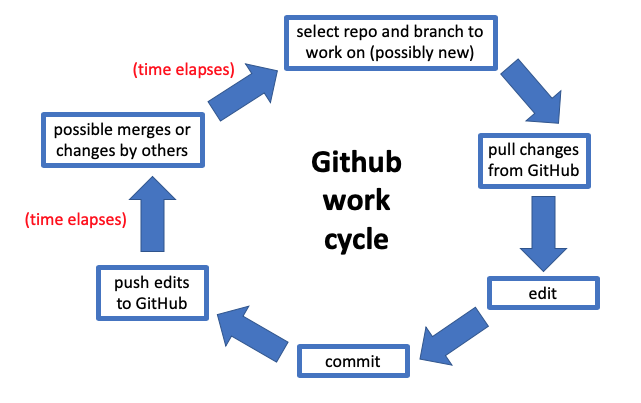 select repo and branch to
work on (possibly new)
pull changes
from GitHub
edit
commit
push edits
to GitHub
(time elapses)
possible merges or
changes by others
(time elapses)
Github
work
cycle